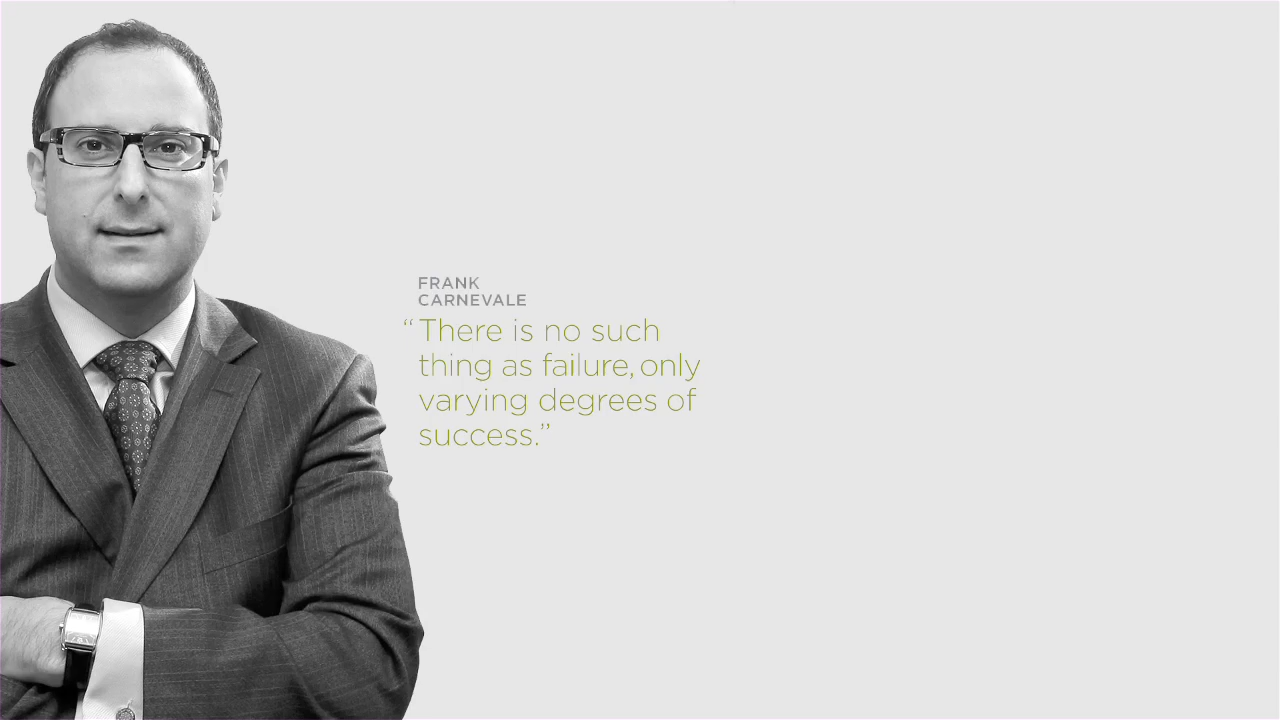 FRANK
CARNEVALE
“There is no such
thing as failure, only
varying degrees of
success.”